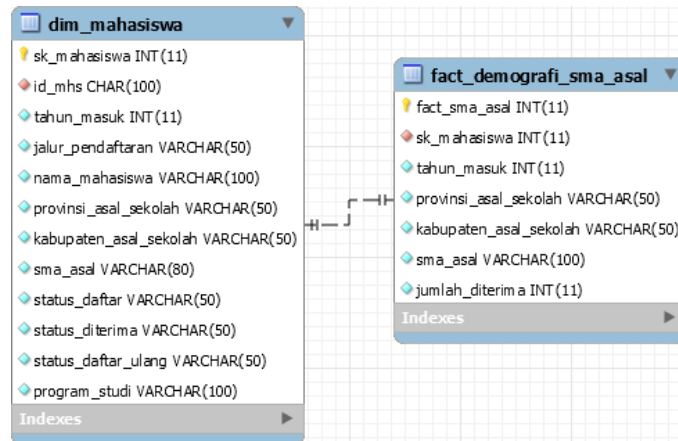 dim_mahasiswa
sk_mahasiswa INT(11)
id_mhs CHAR(100)
tahun_masuk INT(11)
jalur_pendaftaran VARCHAR(50)
nama_mahasiswa VARCHAR(100)
provinsi_asal_sekolah VARCHAR(50)
kabupaten_asal_sekolah VARCHAR(50)
sma_asal VARCHAR(80)
status_daftar VARCHAR(50)
status_diterima VARCHAR(50)
status_daftar_ulang VARCHAR(50)
program_studi VARCHAR(100)
Indexes
fact_demografi_sma_asal
fact_sma_asal INT(11)
sk_mahasiswa INT(11)
tahun_masuk INT(11)
provinsi_asal_sekolah VARCHAR(50)
kabupaten_asal_sekolah VARCHAR(50)
sma_asal VARCHAR(100)
jumlah_diterima INT(11)
Indexes